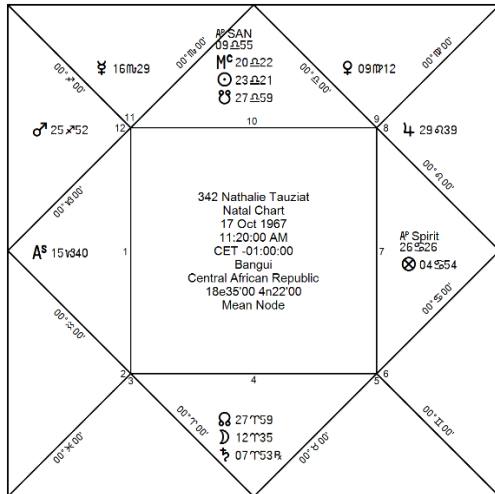 AP SAN
09♎55
00°♏00'
00°♎00'
00°♍00'
MC 20♎22
☿ 16♏29
♀ 09♍12
00°♐00'
☉ 23♎21
☋ 27♎59
11
10
9
♂ 25♐52
12
8
♃ 29♌39
00°♑00'
00°♌00'
342 Nathalie Tauziat
Natal Chart
17 Oct 1967
11:20:00 AM
CET -01:00:00
Bangui
Central African Republic
18e35'00 4n22'00
Mean Node
AS 15♑40
1
7
AP Spirit
26♋26
⊗ 04♋54
00°♒00'
00°♋00'
2
3
4
5
6
00°♓00'
00°♈00'
☊ 27♈59
☽ 12♈35
♄ 07♈53℞
00°♉00'
00°♊00'